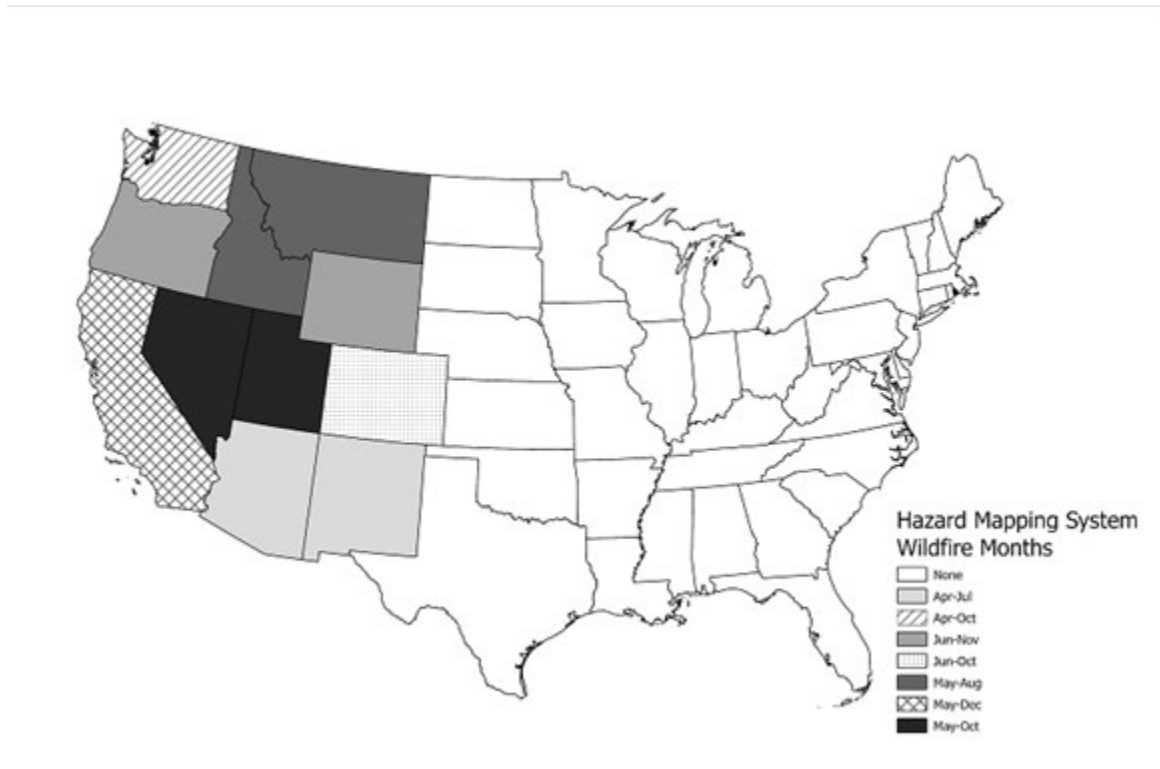 Hazard Mapping System
Wildfire Months
None
Apr-Jul
Apr-Oct
Jun-Nov
Jun-Oct
May-Aug
May-Dec
May-Oct